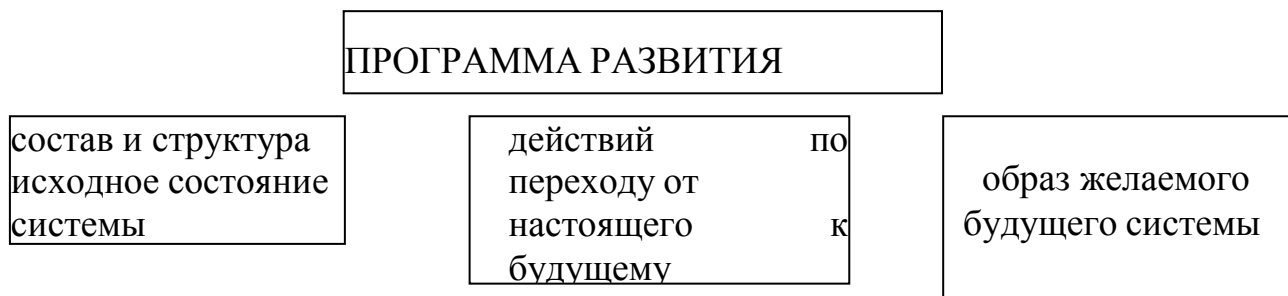 ПРОГРАММА РАЗВИТИЯ
состав и структура
исходное состояние
системы
действий по
переходу от
настоящего к
будущему
образ желаемого
будущего системы